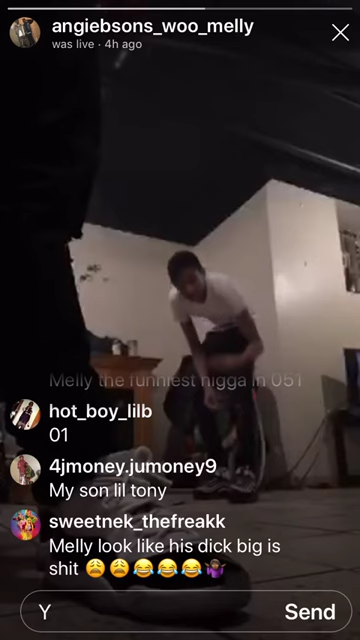 angiebsons_woo_melly
was live · 4h ago
Melly the funniest nigga in 051
hot_boy_lilb
01
4jmoney.jumoney9
My son lil tony
sweetnek_thefreakk
Melly look like his dick big is
shit 😩😩😂😂😂🤷🏾‍♂️
Y
Send